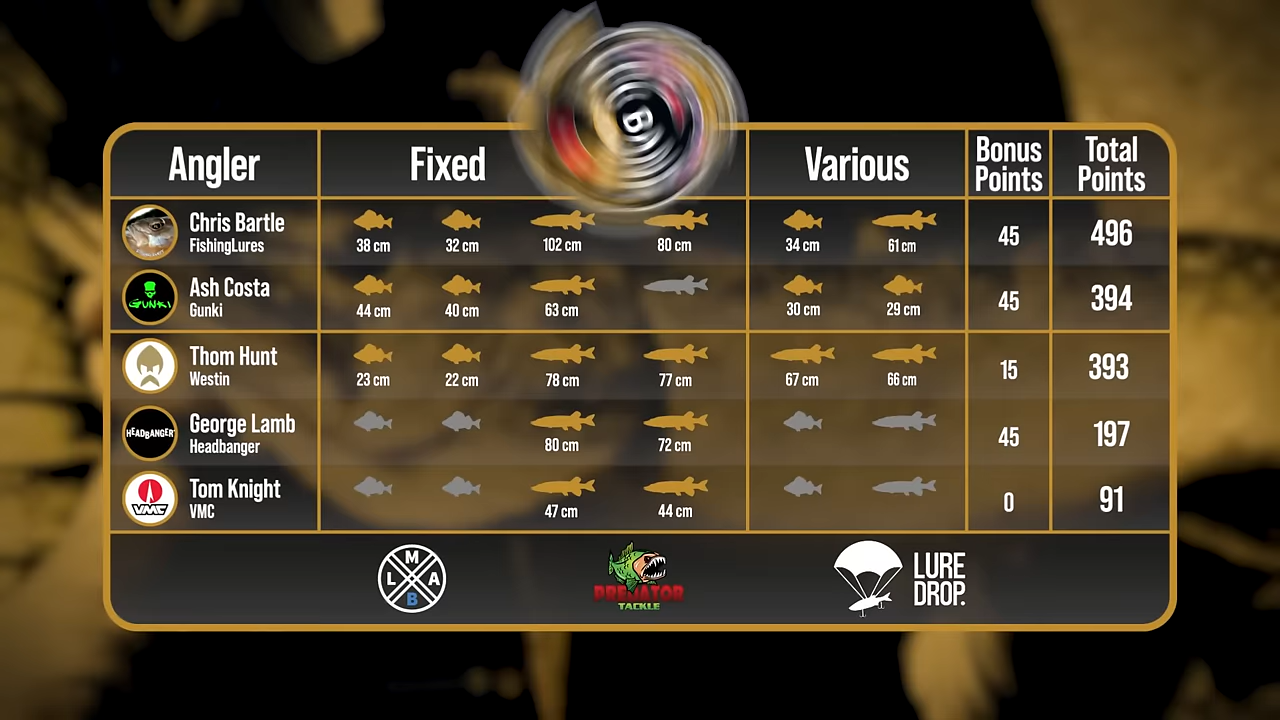 6
Angler Fixed Various Bonus Points Total Points
Chris Bartle
FishingLures
38 cm 32 cm 102 cm 80 cm 34 cm 61 cm 45 496
GUNKI
Ash Costa
Gunki
44 cm 40 cm 63 cm 30 cm 29 cm 45 394
Thom Hunt
Westin
23 cm 22 cm 78 cm 77 cm 67 cm 66 cm 15 393
HEADBANGER
George Lamb
Headbanger
80 cm 72 cm 45 197
VMC
Tom Knight
VMC
47 cm 44 cm 0 91
L M A B
PREDATOR
TACKLE
LURE
DROP.